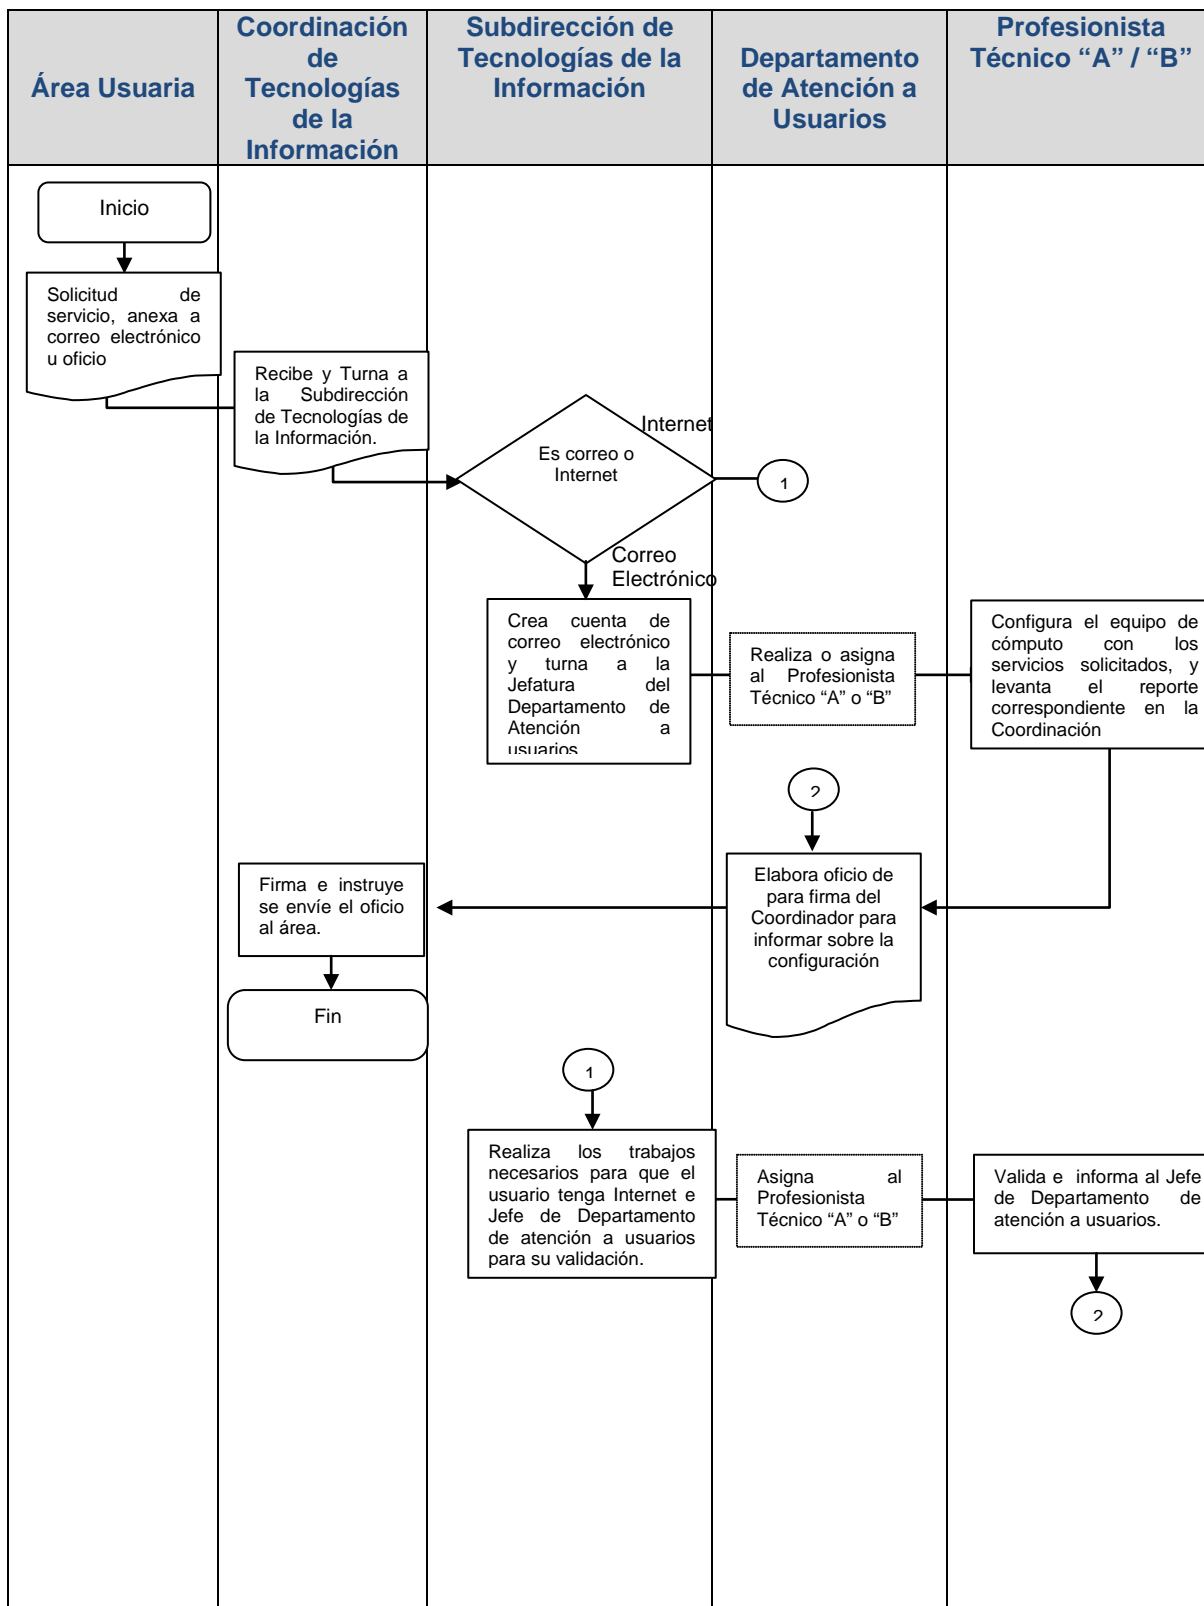 Área Usuaria
Coordinación
de
Tecnologías
de la
Información
Subdirección de
Tecnologías de la
Información
Departamento
de Atención a
Usuarios
Profesionista
Técnico “A” / “B”
Inicio
Solicitud de
servicio, anexa a
correo electrónico
u oficio
Recibe y Turna a
la Subdirección
de Tecnologías de
la Información.
Es correo o
Internet
Internet
1
Correo
Electrónico
Crea cuenta de
correo electrónico
y turna a la
Jefatura del
Departamento de
Atención a
usuarios
Realiza o asigna
al Profesionista
Técnico “A” o “B”
Configura el equipo de
cómputo con los
servicios solicitados, y
levanta el reporte
correspondiente en la
Coordinación
2
Elabora oficio de
para firma del
Coordinador para
informar sobre la
configuración
Firma e instruye
se envíe el oficio
al área.
Fin
1
Realiza los trabajos
necesarios para que el
usuario tenga Internet e
Jefe de Departamento
de atención a usuarios
para su validación.
Asigna al
Profesionista
Técnico “A” o “B”
Valida e informa al Jefe
de Departamento de
atención a usuarios.
2